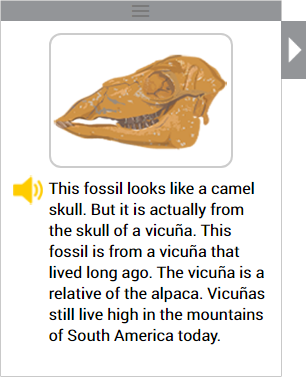 This fossil looks like a camel
skull. But it is actually from
the skull of a vicuña. This
fossil is from a vicuña that
lived long ago. The vicuña is a
relative of the alpaca. Vicuñas
still live high in the mountains
of South America today.